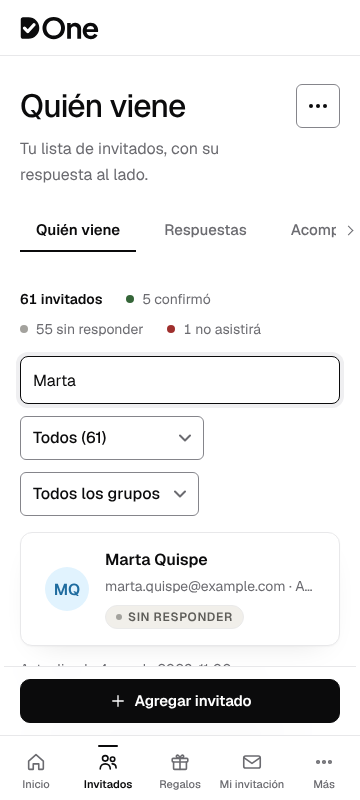 One
Quién viene
Tu lista de invitados, con su
respuesta al lado.
Quién viene Respuestas Acomp
61 invitados 5 confirmó
55 sin responder 1 no asistirá
Marta
Todos (61)
Todos los grupos
MQ
Marta Quispe
marta.quispe@example.com · A...
SIN RESPONDER
Agregar invitado
Inicio Invitados Regalos Mi invitación Más